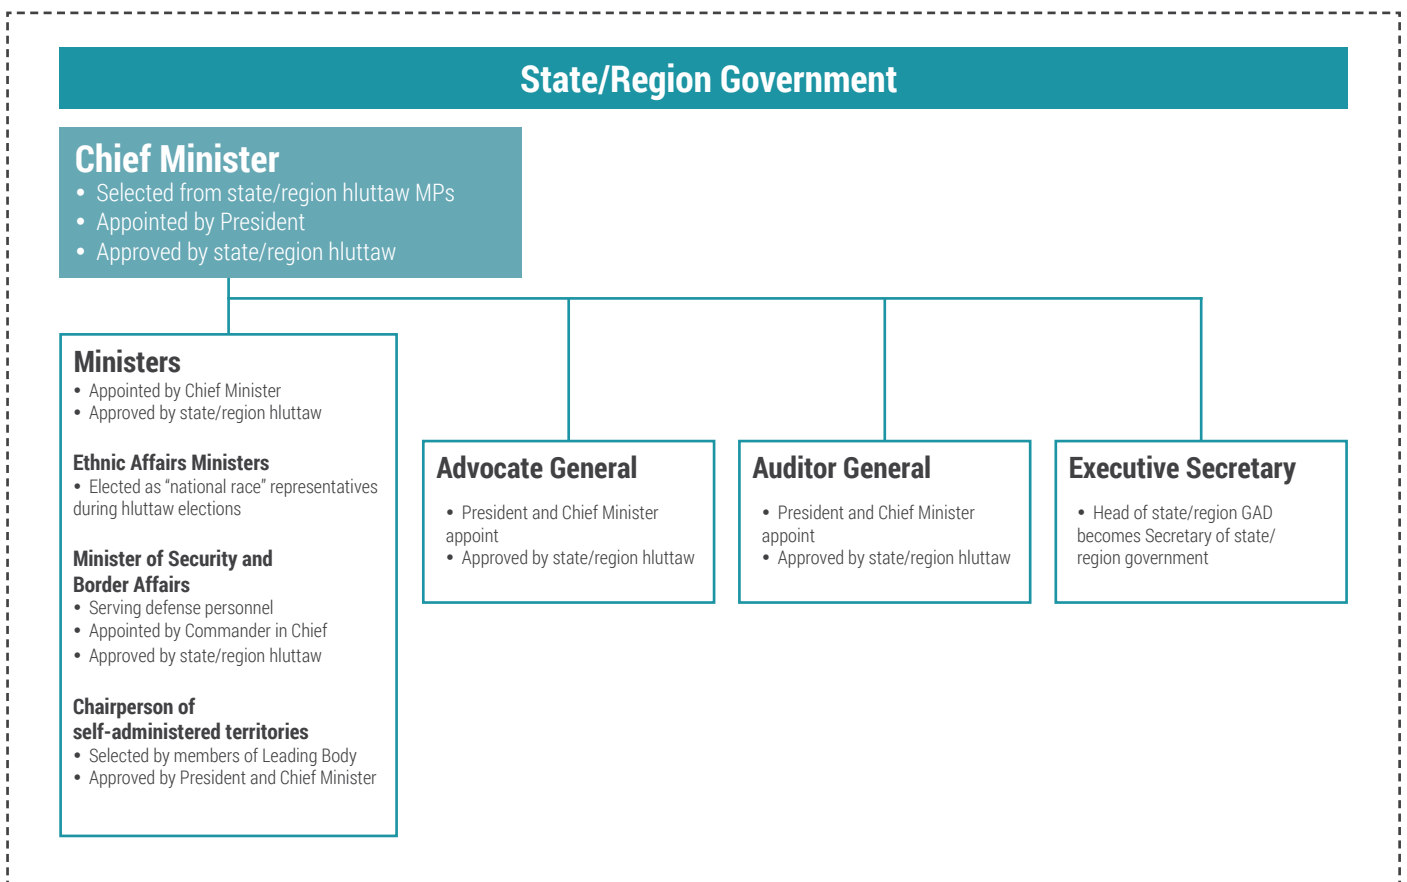 State/Region Government
Chief Minister
• Selected from state/region hluttaw MPs
• Appointed by President
• Approved by state/region hluttaw
Ministers
• Appointed by Chief Minister
• Approved by state/region hluttaw
Ethnic Affairs Ministers
• Elected as “national race” representatives
during hluttaw elections
Minister of Security and
Border Affairs
• Serving defense personnel
• Appointed by Commander in Chief
• Approved by state/region hluttaw
Chairperson of
self-administered territories
• Selected by members of Leading Body
• Approved by President and Chief Minister
Advocate General
• President and Chief Minister
appoint
• Approved by state/region hluttaw
Auditor General
• President and Chief Minister
appoint
• Approved by state/region hluttaw
Executive Secretary
• Head of state/region GAD
becomes Secretary of state/
region government